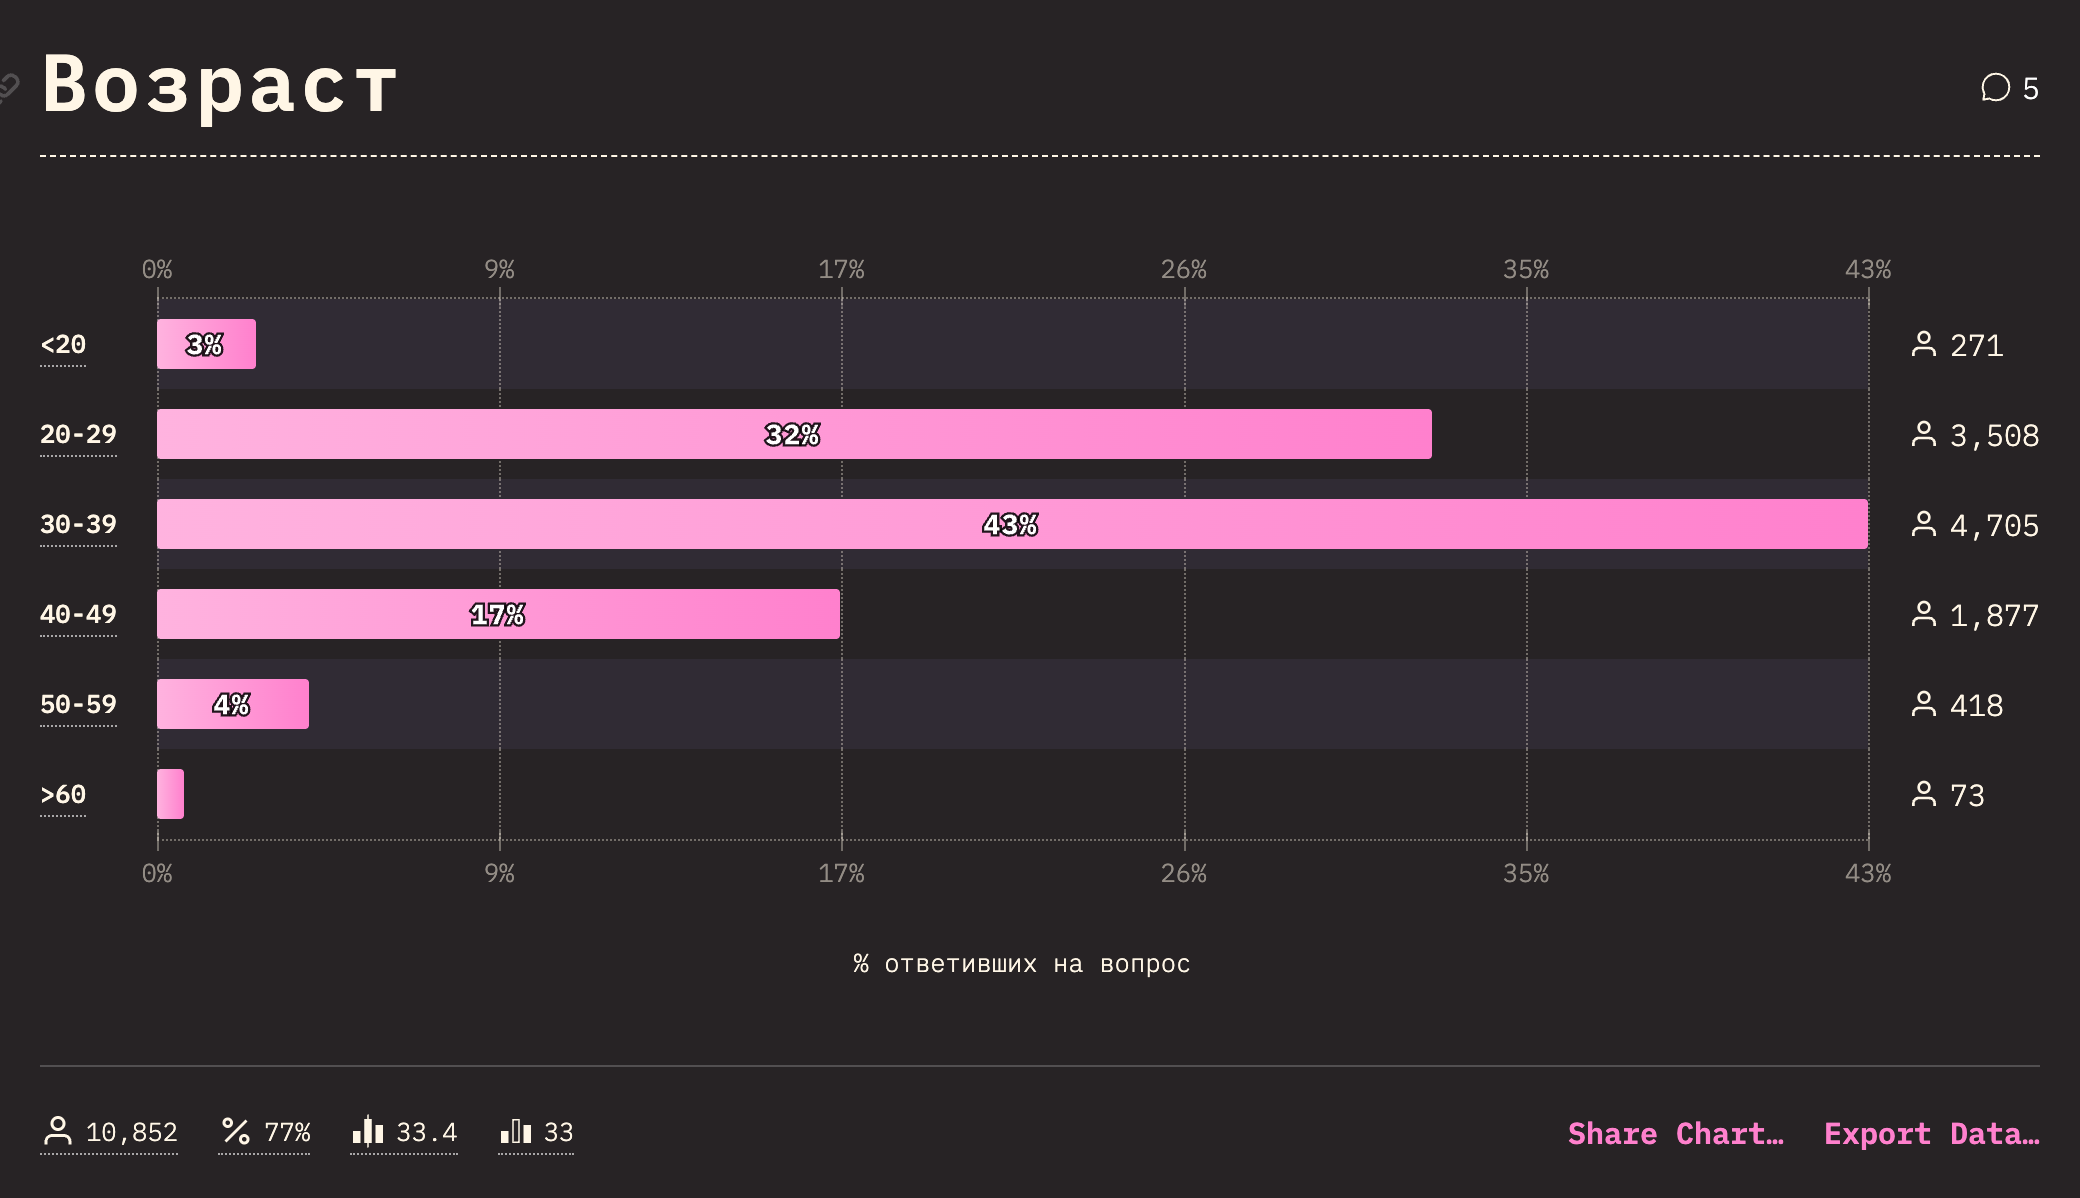 Возраст
5
0% 9% 17% 26% 35% 43%
<20 3% 271
20-29 32% 3,508
30-39 43% 4,705
40-49 17% 1,877
50-59 4% 418
>60 73
0% 9% 17% 26% 35% 43%
% ответивших на вопрос
10,852 77% 33.4 33 Share Chart… Export Data…